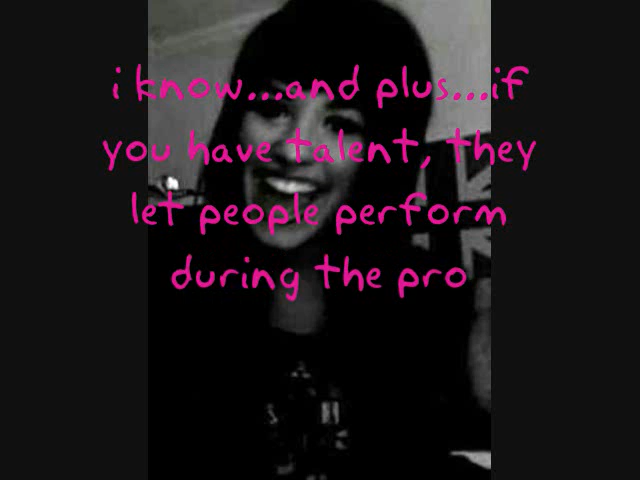 i know...and plus...if
you have talent, they
let people perform
during the pro